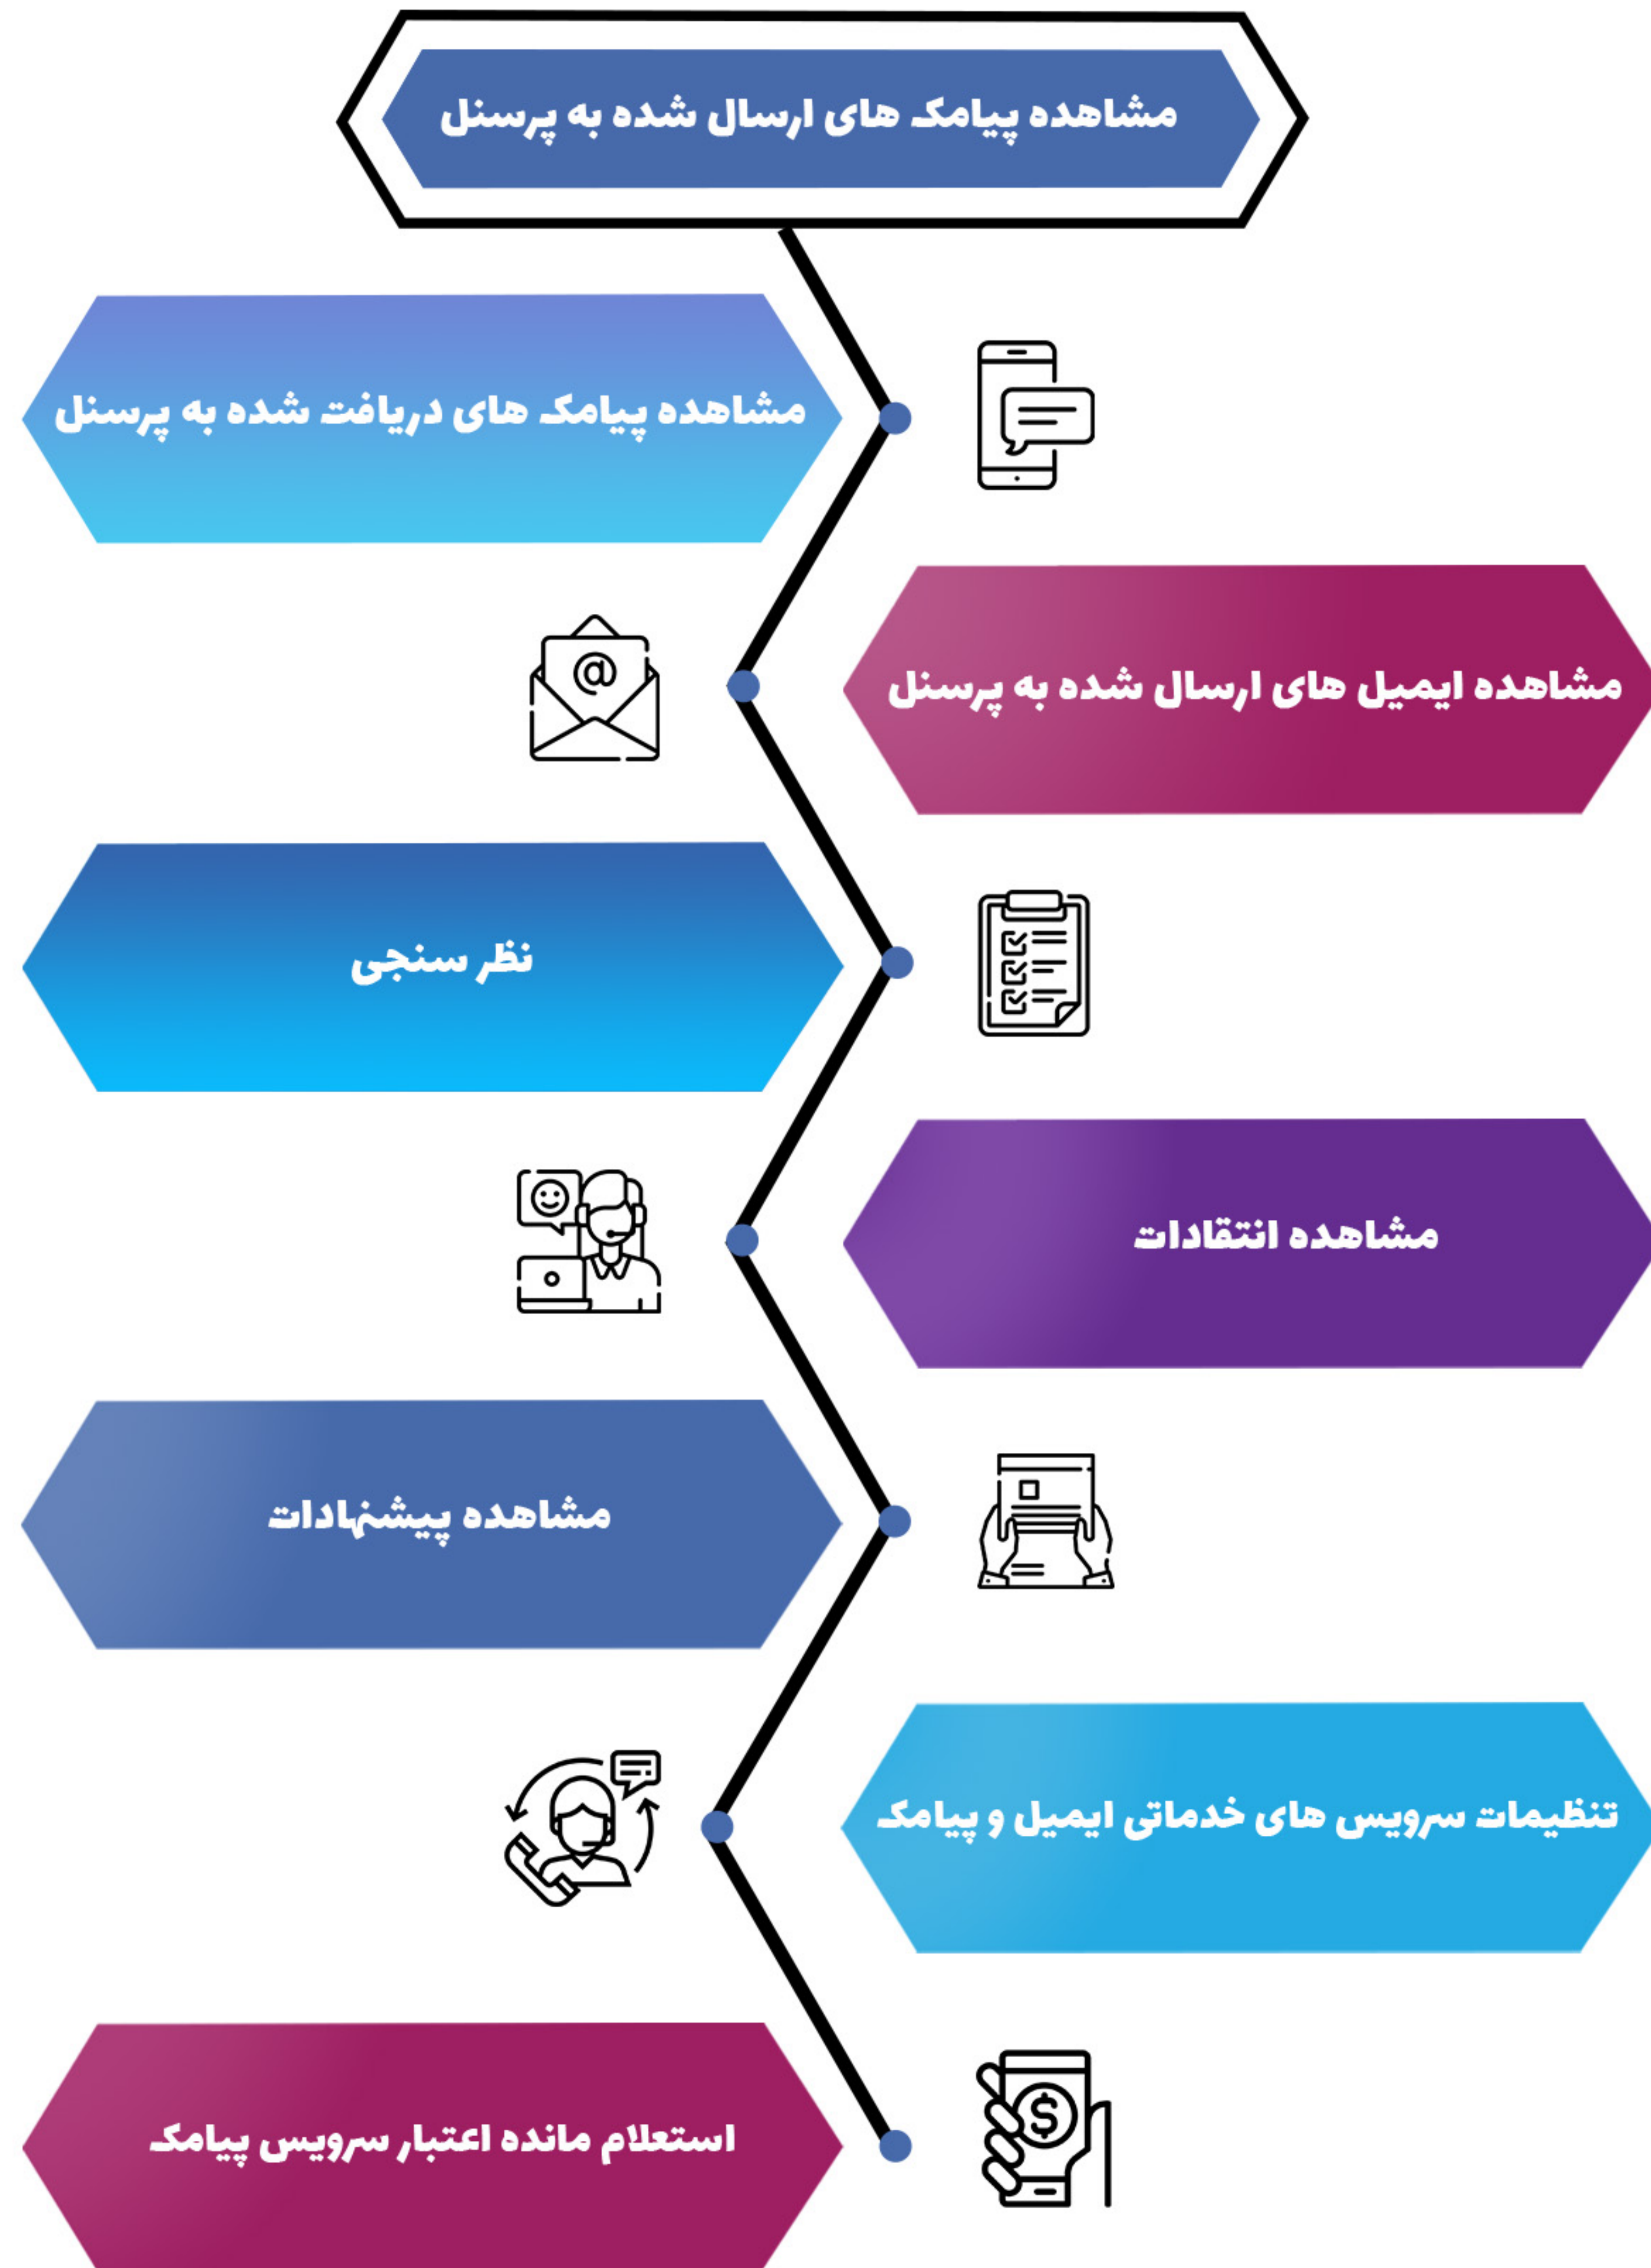 مشاهده پیامک های ارسال شده به پرسنل
مشاهده پیامک های دریافت شده به پرسنل
مشاهده ایمیل های ارسال شده به پرسنل
نظر سنجی
مشاهده انتقادات
مشاهده پیشنهادات
تنظیمات سرویس های خدماتی ایمیل و پیامک
استعلام مانده اعتبار سرویس پیامک